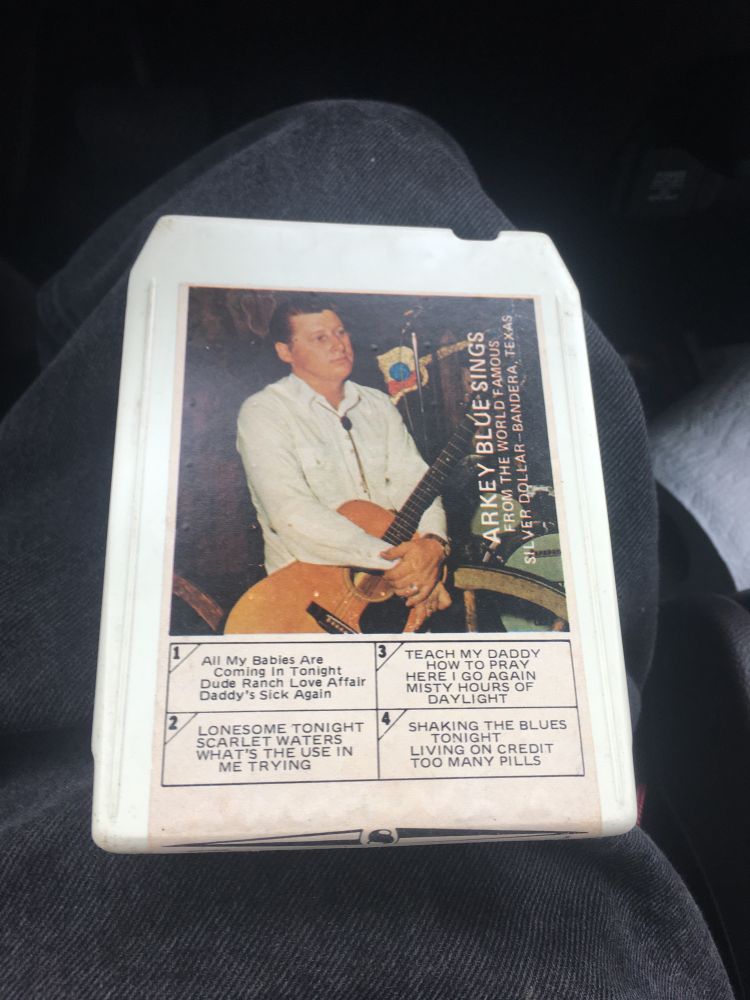 ARKEY BLUE SINGS
FROM THE WORLD FAMOUS
SILVER DOLLAR–BANDERA, TEXAS
1
All My Babies Are
Coming In Tonight
Dude Ranch Love Affair
Daddy's Sick Again
2
LONESOME TONIGHT
SCARLET WATERS
WHAT'S THE USE IN
ME TRYING
3
TEACH MY DADDY
HOW TO PRAY
HERE I GO AGAIN
MISTY HOURS OF
DAYLIGHT
4
SHAKING THE BLUES
TONIGHT
LIVING ON CREDIT
TOO MANY PILLS